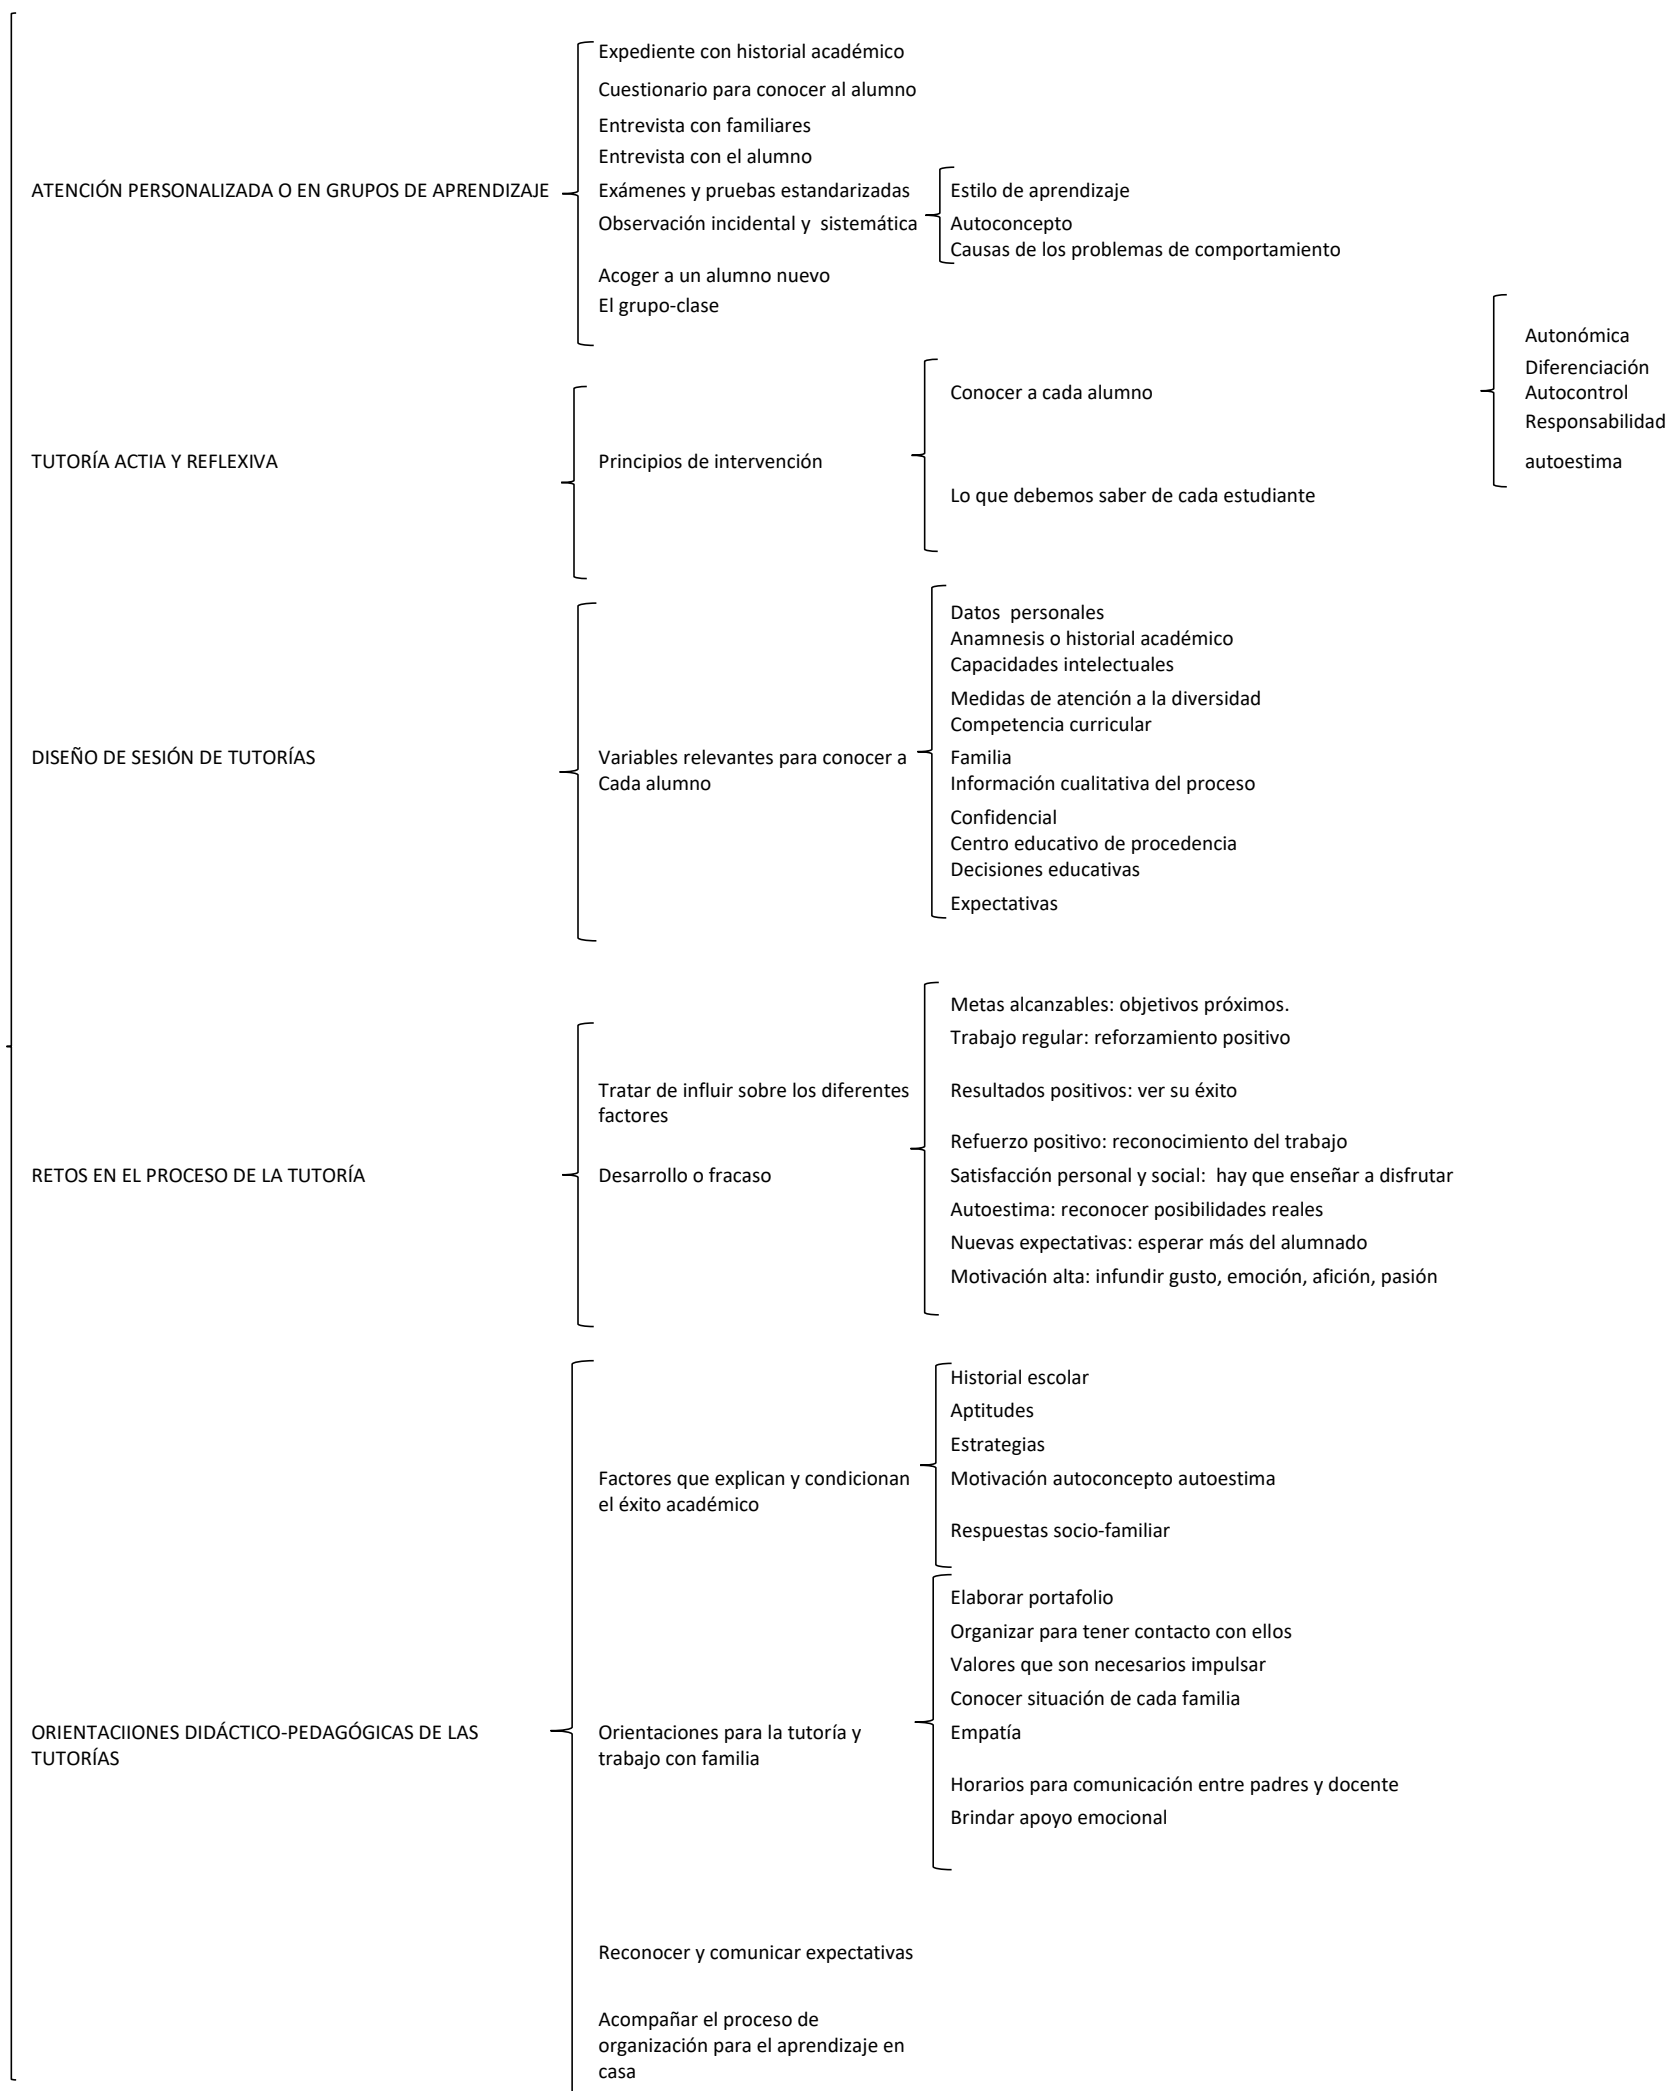 ATENCIÓN PERSONALIZADA O EN GRUPOS DE APRENDIZAJE
Expediente con historial académico
Cuestionario para conocer al alumno
Entrevista con familiares
Entrevista con el alumno
Exámenes y pruebas estandarizadas
Observación incidental y  sistemática
Acoger a un alumno nuevo
El grupo-clase
Estilo de aprendizaje
Autoconcepto
Causas de los problemas de comportamiento
TUTORÍA ACTIA Y REFLEXIVA
Principios de intervención
Conocer a cada alumno
Lo que debemos saber de cada estudiante
Autonómica
Diferenciación
Autocontrol
Responsabilidad
autoestima
DISEÑO DE SESIÓN DE TUTORÍAS
Variables relevantes para conocer a
Cada alumno
Datos  personales
Anamnesis o historial académico
Capacidades intelectuales
Medidas de atención a la diversidad
Competencia curricular
Familia
Información cualitativa del proceso
Confidencial
Centro educativo de procedencia
Decisiones educativas
Expectativas
RETOS EN EL PROCESO DE LA TUTORÍA
Tratar de influir sobre los diferentes
factores
Desarrollo o fracaso
Metas alcanzables: objetivos próximos.
Trabajo regular: reforzamiento positivo
Resultados positivos: ver su éxito
Refuerzo positivo: reconocimiento del trabajo
Satisfacción personal y social:  hay que enseñar a disfrutar
Autoestima: reconocer posibilidades reales
Nuevas expectativas: esperar más del alumnado
Motivación alta: infundir gusto, emoción, afición, pasión
ORIENTACIIONES DIDÁCTICO-PEDAGÓGICAS DE LAS
TUTORÍAS
Factores que explican y condicionan
el éxito académico
Historial escolar
Aptitudes
Estrategias
Motivación autoconcepto autoestima
Respuestas socio-familiar
Orientaciones para la tutoría y
trabajo con familia
Elaborar portafolio
Organizar para tener contacto con ellos
Valores que son necesarios impulsar
Conocer situación de cada familia
Empatía
Horarios para comunicación entre padres y docente
Brindar apoyo emocional
Reconocer y comunicar expectativas
Acompañar el proceso de
organización para el aprendizaje en
casa